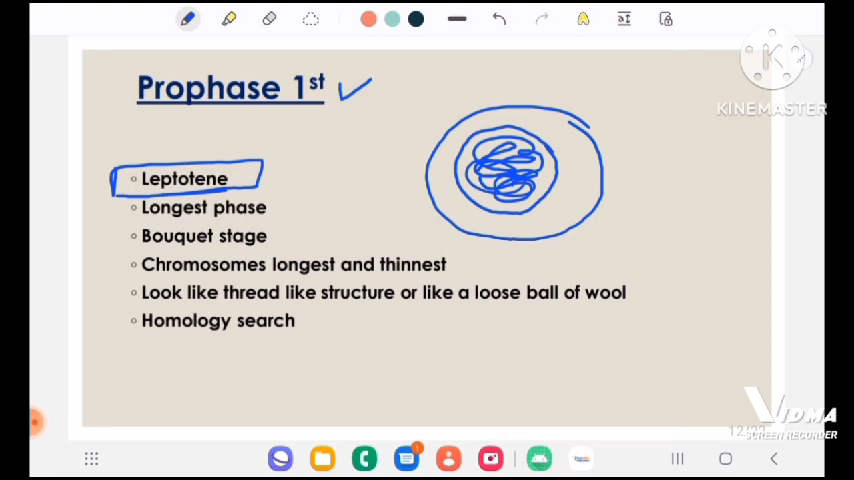 Prophase 1st
Leptotene
Longest phase
Bouquet stage
Chromosomes longest and thinnest
Look like thread like structure or like a loose ball of wool
Homology search
KINEMASTER
VDMA
SCREEN RECORDER